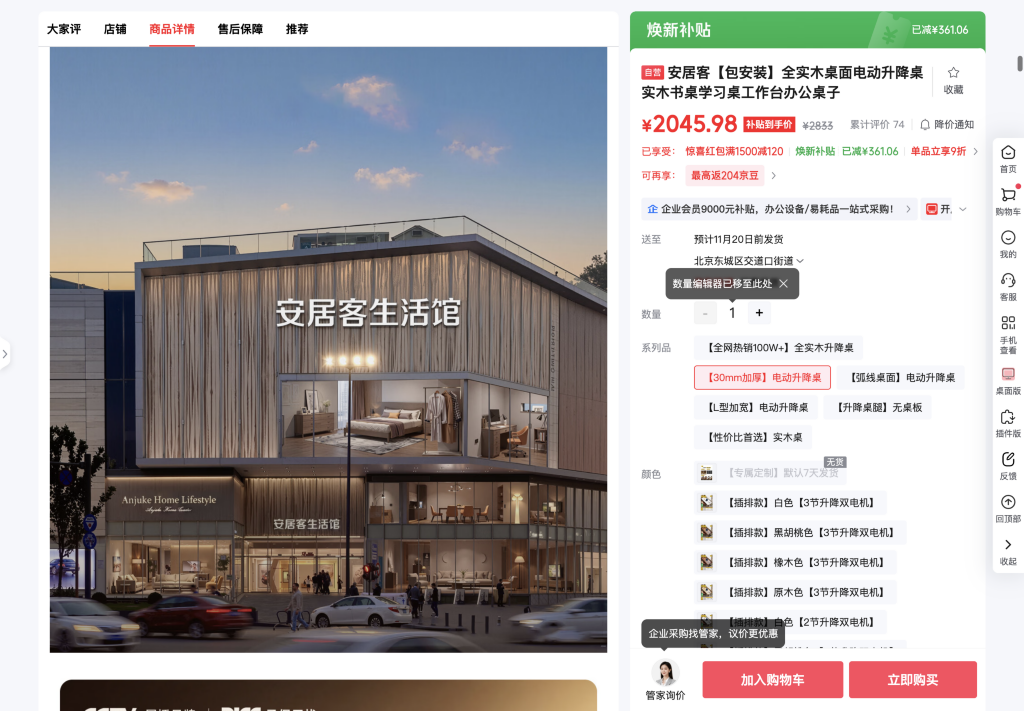 大家评
店铺
商品详情
售后保障
推荐
安居客生活馆
Anjuke Home Lifestyle
安居客生活馆
焕新补贴
已减¥361.06
自营 安居客【包安装】全实木桌面电动升降桌
实木书桌学习桌工作台办公桌子
收藏
¥2045.98 补贴到手价 ¥2833 累计评价 74 降价通知
已享受: 惊喜红包满1500减120 焕新补贴 已减¥361.06 单品立享9折
可再享: 最高返204京豆
企业会员9000元补贴，办公设备/易耗品一站式采购！
开.
送至 预计11月20日前发货
北京东城区交道口街道
数量编辑器已移至此处
数量 - 1 +
系列品 【全网热销100W+】全实木升降桌
【30mm加厚】电动升降桌 【弧线桌面】电动升降桌
【L型加宽】电动升降桌 【升降桌腿】无桌板
【性价比首选】实木桌
无货
颜色 【专属定制】默认7天发货
【插排款】白色【3节升降双电机】
【插排款】黑胡桃色【3节升降双电机】
【插排款】橡木色【3节升降双电机】
【插排款】原木色【3节升降双电机】
【插排款】白色【2节升降双电机】
企业采购找管家，议价更优惠
管家询价
加入购物车
立即购买
首页
购物车
我的
客服
手机
查看
桌面版
插件版
反馈
回顶部
收起